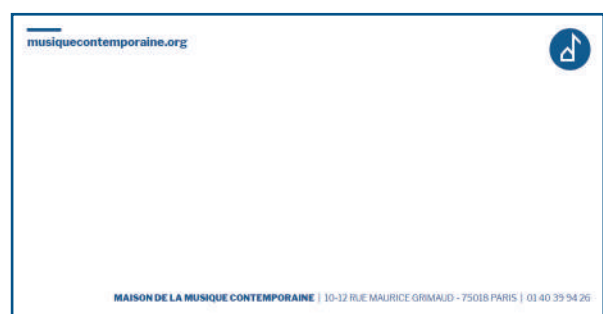 musiquecontemporaine.org
MAISON DE LA MUSIQUE CONTEMPORAINE | 10-12 RUE MAURICE GRIMAUD - 75018 PARIS | 01 40 39 94 26